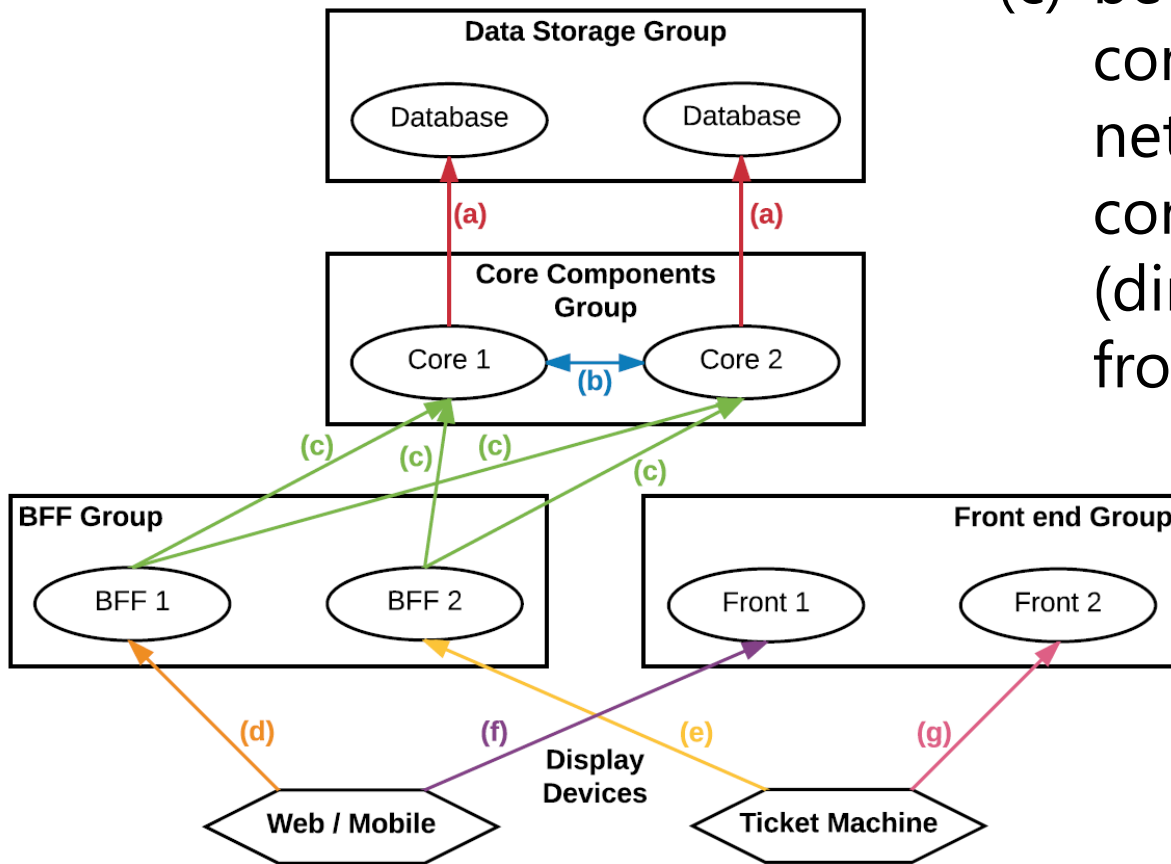 Data Storage Group
Database
Database
(a)
(a)
Core Components
Group
Core 1
Core 2
(b)
(c)
(c)
(c)
(c)
BFF Group
BFF 1
BFF 2
Front end Group
Front 1
Front 2
(d)
(f)
(e)
(g)
Display
Devices
Web / Mobile
Ticket Machine
(c)